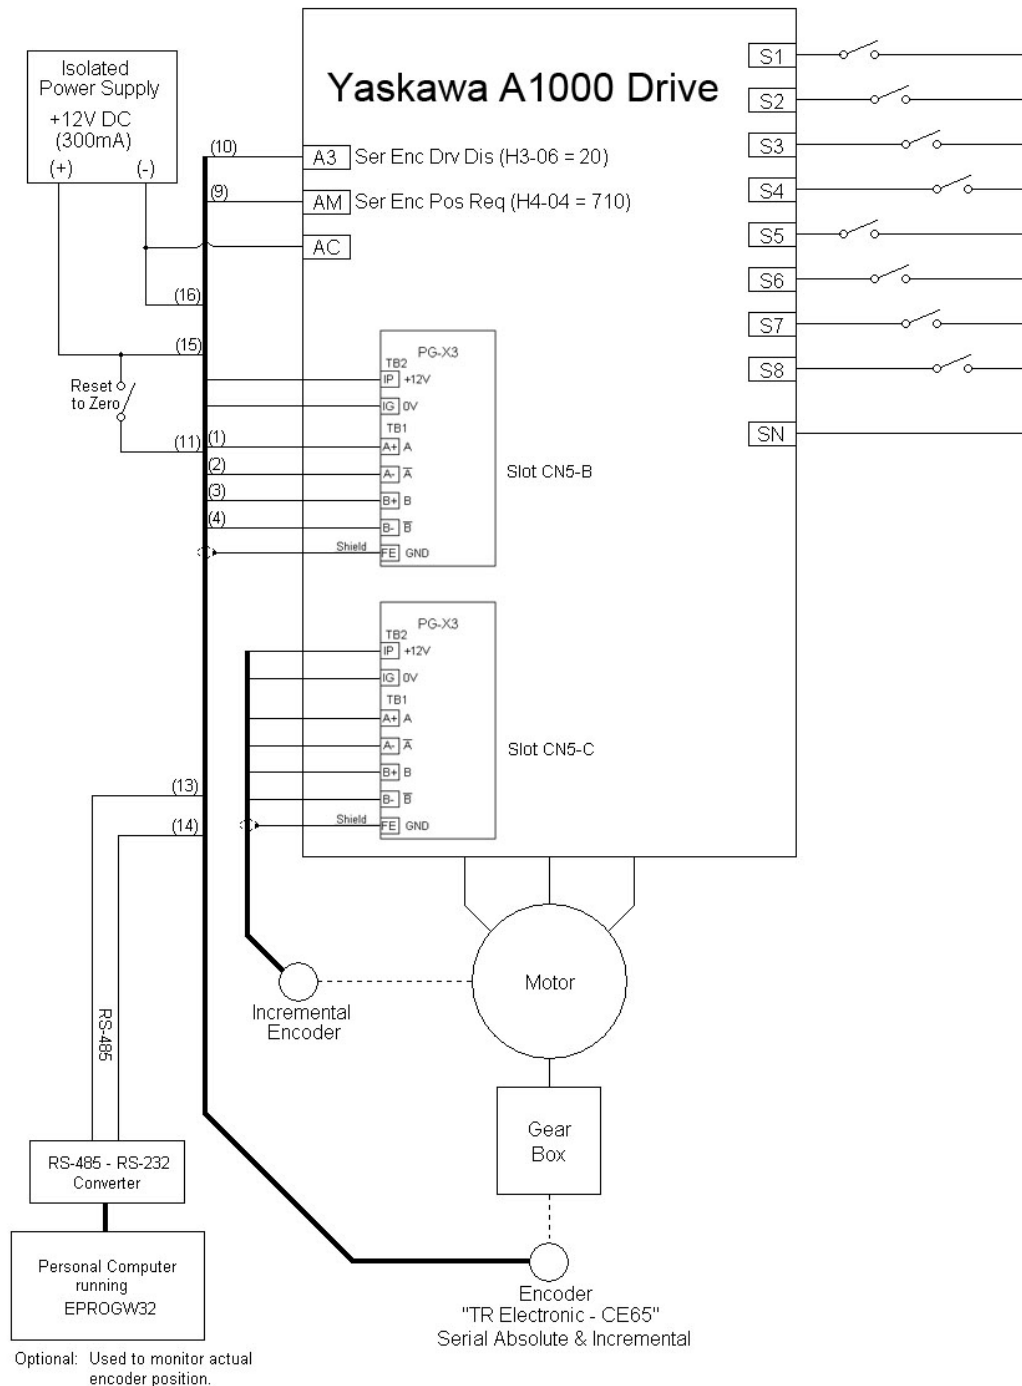 Isolated
Power Supply
+12V DC
(300mA)
(+) (-)
Yaskawa A1000 Drive
(10) A3 Ser Enc Drv Dis (H3-06 = 20)
(9) AM Ser Enc Pos Req (H4-04 = 710)
AC
(16)
(15)
Reset
to Zero
(11)
S1
S2
S3
S4
S5
S6
S7
S8
SN
PG-X3
TB2
IP +12V
IG 0V
TB1
(1) A+ A
(2) A- A̅
(3) B+ B
(4) B- B̅
Shield FE GND
Slot CN5-B
PG-X3
TB2
IP +12V
IG 0V
TB1
A+ A
A- A̅
B+ B
B- B̅
Shield FE GND
Slot CN5-C
(13)
(14)
RS-485
Incremental
Encoder
Motor
Gear
Box
RS-485 - RS-232
Converter
Personal Computer
running
EPROGW32
Optional: Used to monitor actual
encoder position.
Encoder
"TR Electronic - CE65"
Serial Absolute & Incremental